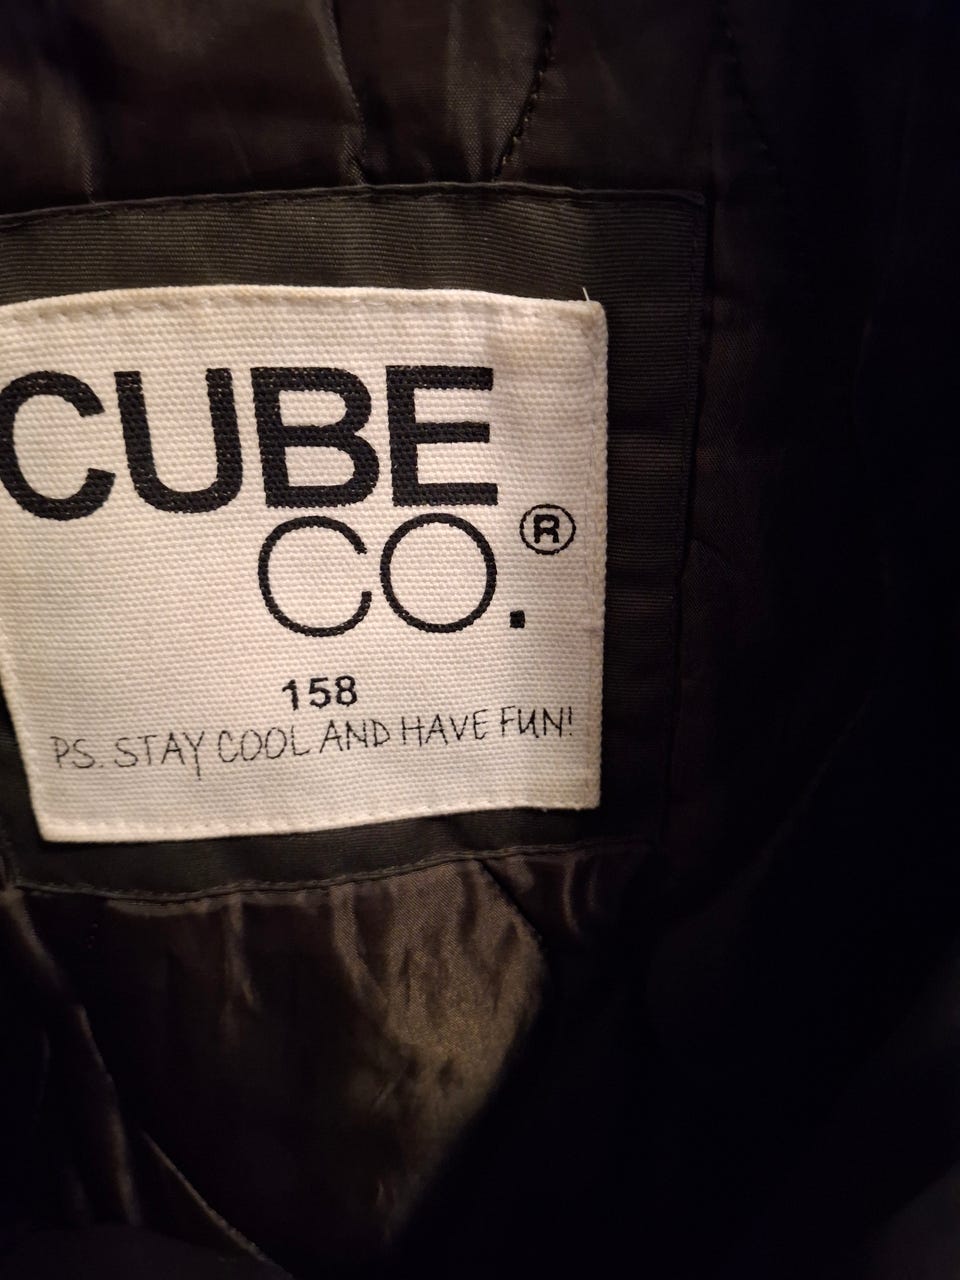 CUBE
CO.®
158
PS. STAY COOL AND HAVE FUN!